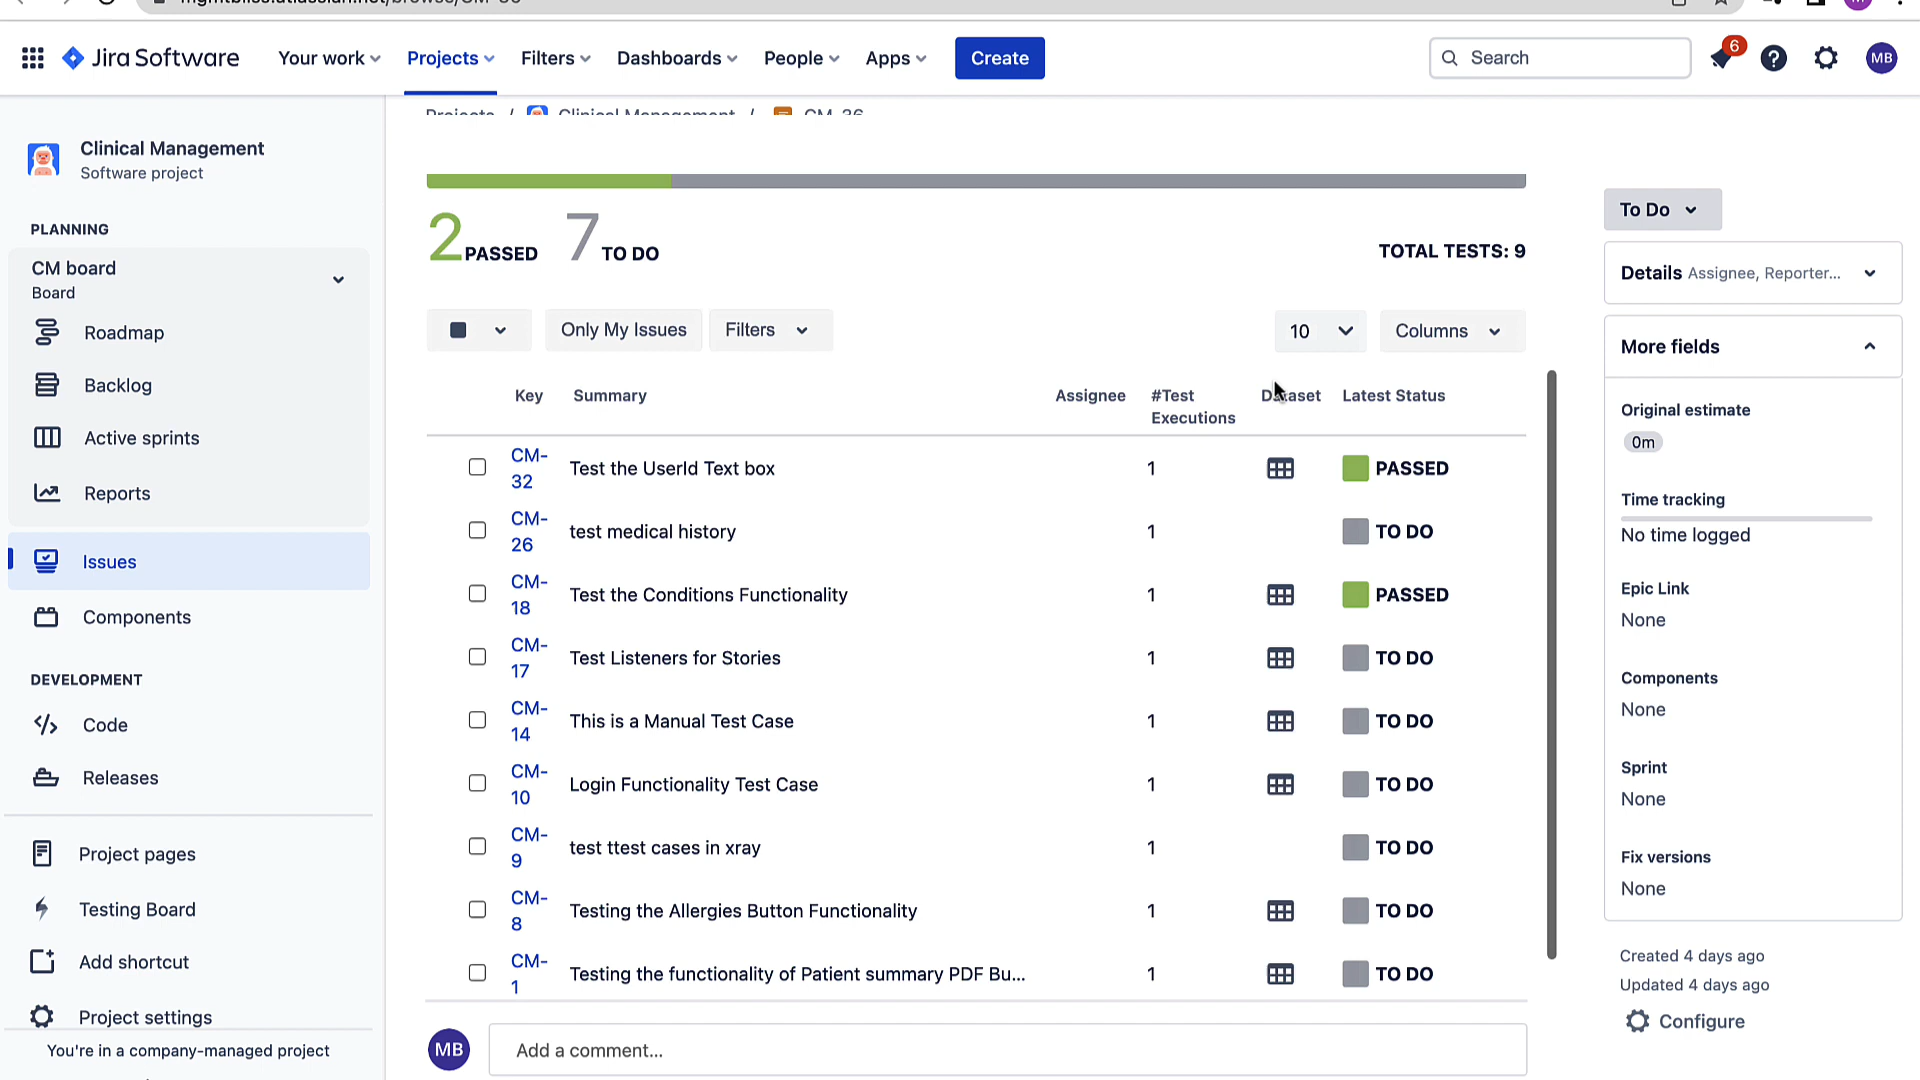 Jira Software
Your work
Projects
Filters
Dashboards
People
Apps
Create
Search
6
MB
Clinical Management
Software project
PLANNING
CM board
Board
Roadmap
Backlog
Active sprints
Reports
Issues
Components
DEVELOPMENT
Code
Releases
Project pages
Testing Board
Add shortcut
Project settings
You're in a company-managed project
Projects / Clinical Management / CM-36
2 PASSED 7 TO DO
TOTAL TESTS: 9
Only My Issues
Filters
10
Columns
Key Summary Assignee #Test Executions Dataset Latest Status
CM-32 Test the UserId Text box 1 PASSED
CM-26 test medical history 1 TO DO
CM-18 Test the Conditions Functionality 1 PASSED
CM-17 Test Listeners for Stories 1 TO DO
CM-14 This is a Manual Test Case 1 TO DO
CM-10 Login Functionality Test Case 1 TO DO
CM-9 test ttest cases in xray 1 TO DO
CM-8 Testing the Allergies Button Functionality 1 TO DO
CM-1 Testing the functionality of Patient summary PDF Bu... 1 TO DO
MB
Add a comment...
To Do
Details Assignee, Reporter...
More fields
Original estimate
0m
Time tracking
No time logged
Epic Link
None
Components
None
Sprint
None
Fix versions
None
Created 4 days ago
Updated 4 days ago
Configure